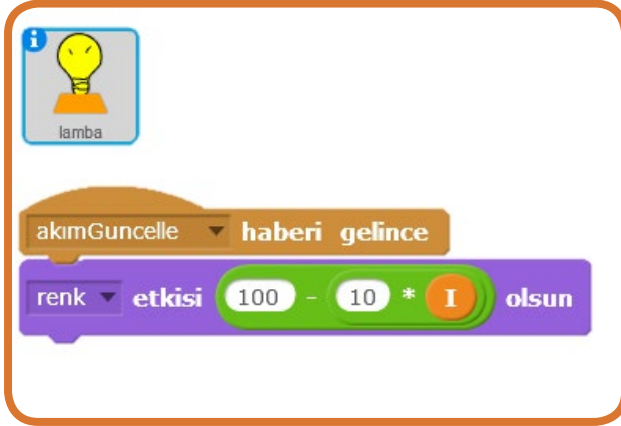 i
lamba
akımGuncelle haberi gelince
renk etkisi 100 - 10 * I olsun